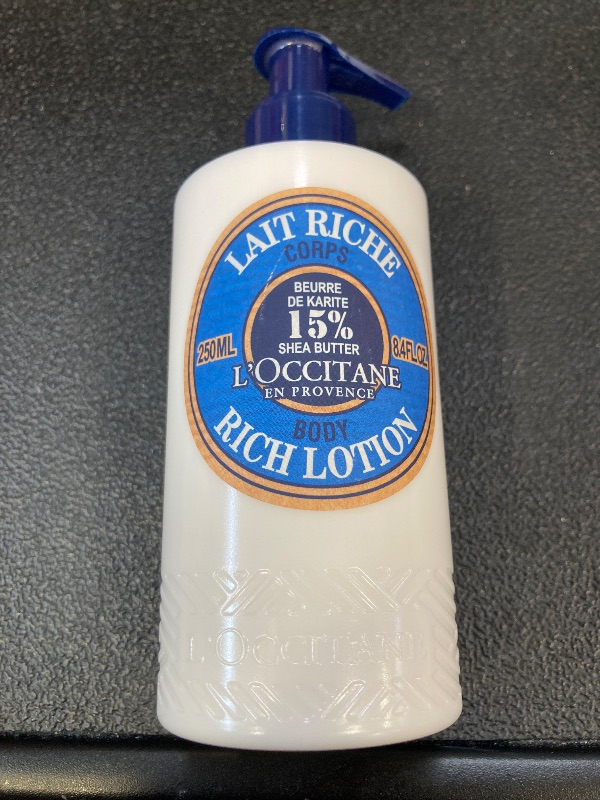 LAIT RICHE
CORPS
BEURRE
DE KARITE
15%
SHEA BUTTER
250ML
8.4FL.OZ
L'OCCITANE
EN PROVENCE
BODY
RICH LOTION
L'OCCITANE